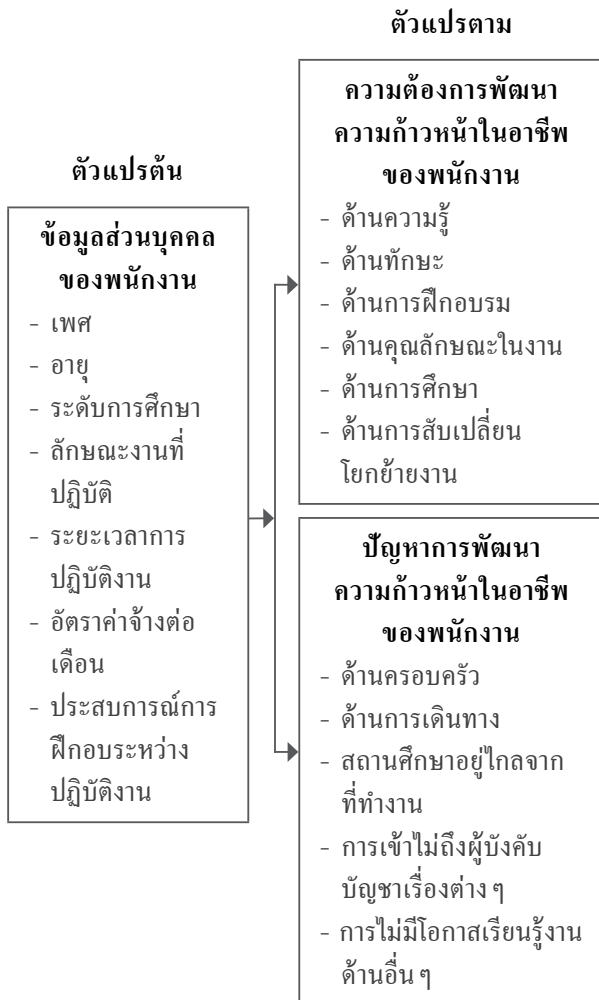 ตัวแปรต้น
ข้อมูลส่วนบุคคล
ของพนักงาน
- เพศ
- อายุ
- ระดับการศึกษา
- ลักษณะงานที่
ปฏิบัติ
- ระยะเวลาการ
ปฏิบัติงาน
- อัตราค่าจ้างต่อ
เดือน
- ประสบการณ์การ
ฝึกอบระหว่าง
ปฏิบัติงาน
ตัวแปรตาม
ความต้องการพัฒนา
ความก้าวหน้าในอาชีพ
ของพนักงาน
- ด้านความรู้
- ด้านทักษะ
- ด้านการฝึกอบรม
- ด้านคุณลักษณะในงาน
- ด้านการศึกษา
- ด้านการสับเปลี่ยน
โยกย้ายงาน
ปัญหาการพัฒนา
ความก้าวหน้าในอาชีพ
ของพนักงาน
- ด้านครอบครัว
- ด้านการเดินทาง
- สถานศึกษาอยู่ไกลจาก
ที่ทำงาน
- การเข้าไม่ถึงผู้บังคับ
บัญชาเรื่องต่าง ๆ
- การไม่มีโอกาสเรียนรู้งาน
ด้านอื่น ๆ